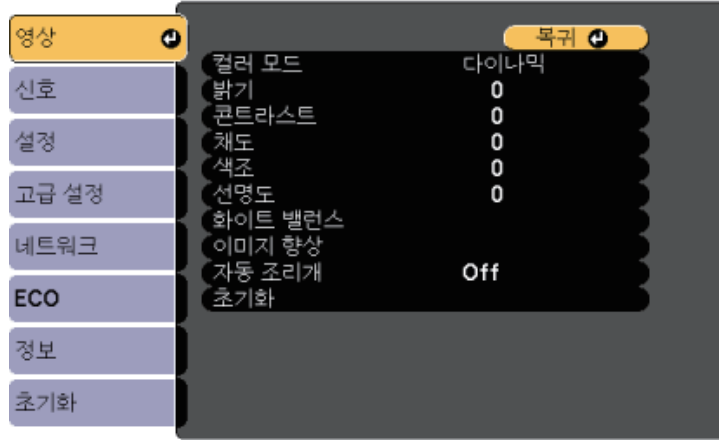 영상
신호
설정
고급 설정
네트워크
ECO
정보
초기화
복귀
컬러 모드 다이나믹
밝기 0
콘트라스트 0
채도 0
색조 0
선명도 0
화이트 밸런스
이미지 향상
자동 조리개 Off
초기화